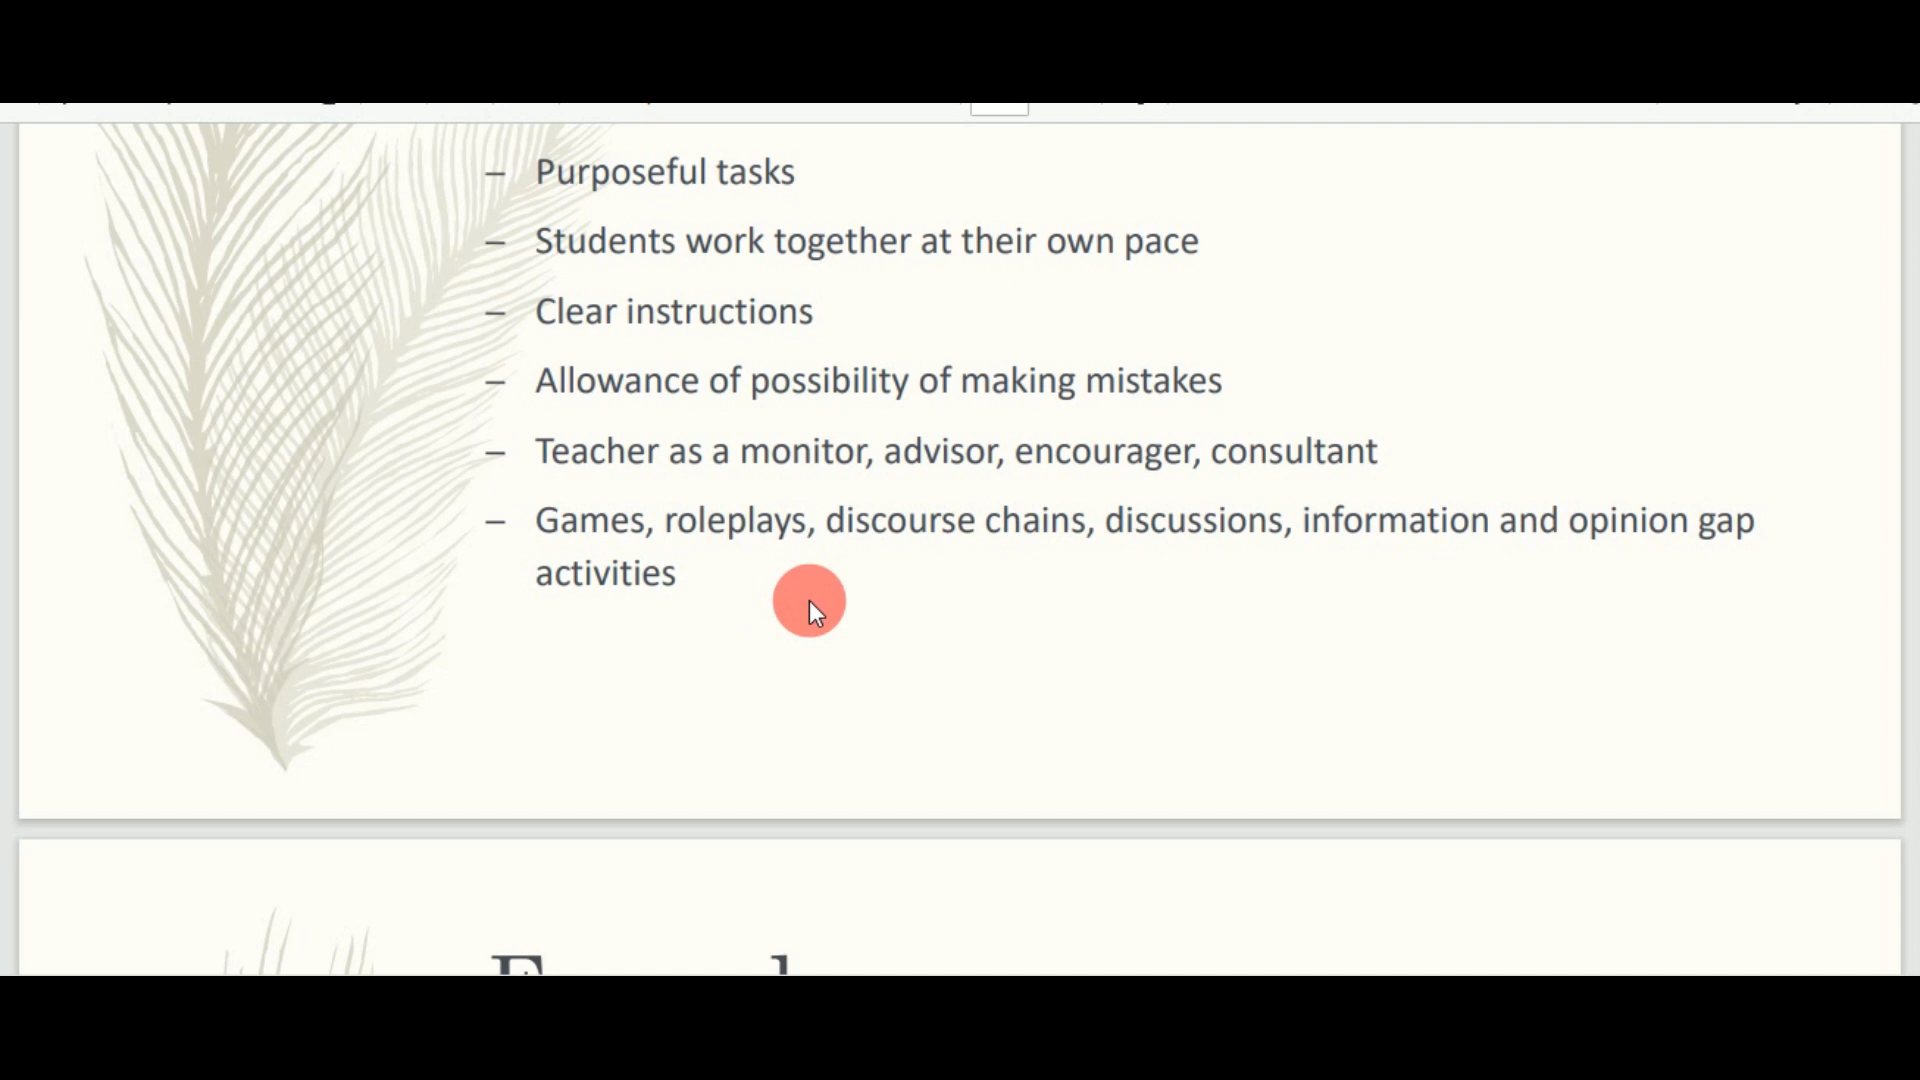 – Purposeful tasks
– Students work together at their own pace
– Clear instructions
– Allowance of possibility of making mistakes
– Teacher as a monitor, advisor, encourager, consultant
– Games, roleplays, discourse chains, discussions, information and opinion gap
activities